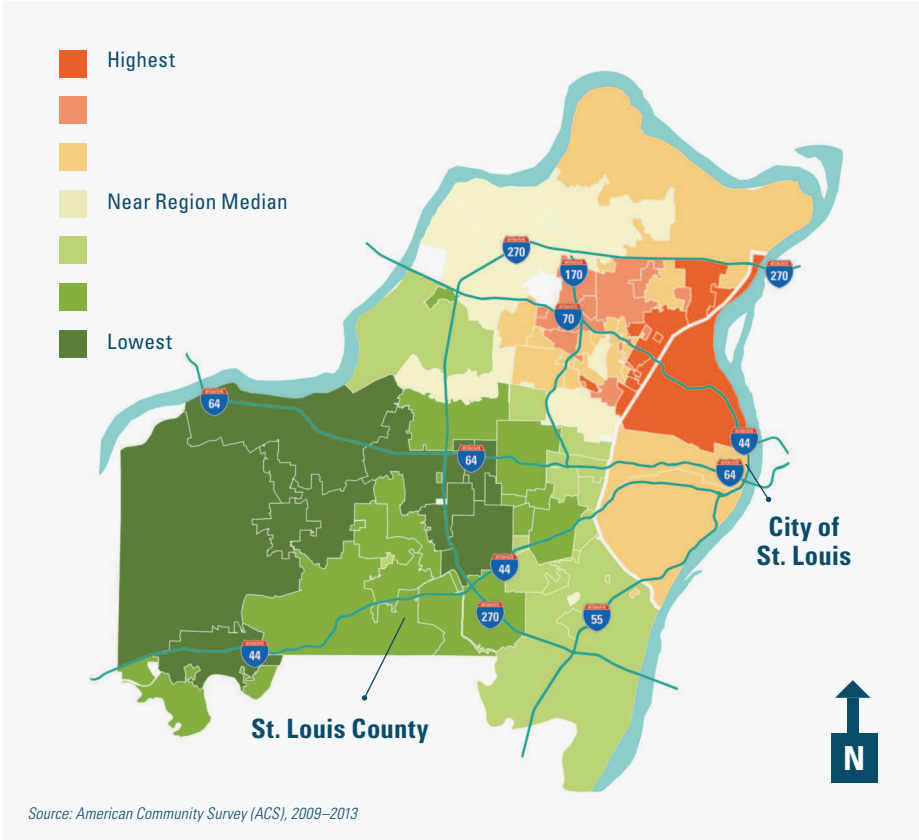 Highest
Near Region Median
Lowest
270
170
270
70
64
44
64
64
City of
St. Louis
44
270
55
44
St. Louis County
N
Source: American Community Survey (ACS), 2009–2013